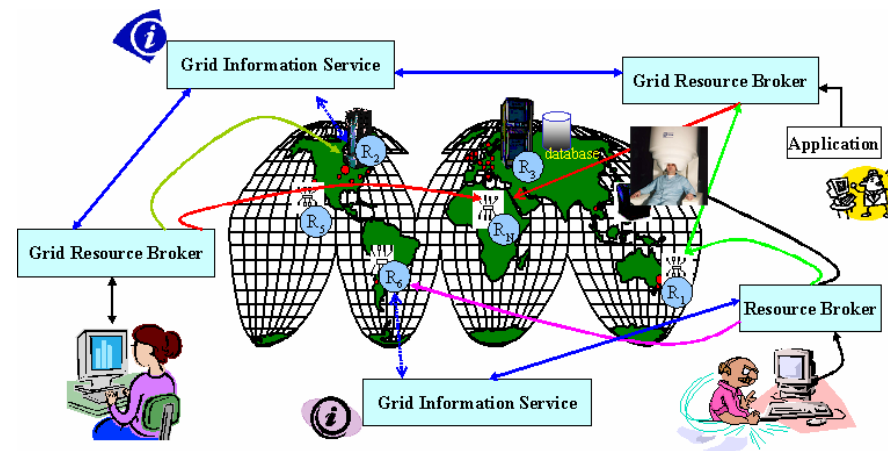 Grid Information Service
Grid Resource Broker
Application
database
R2
R3
R5
RN
Grid Resource Broker
R6
R1
Resource Broker
Grid Information Service